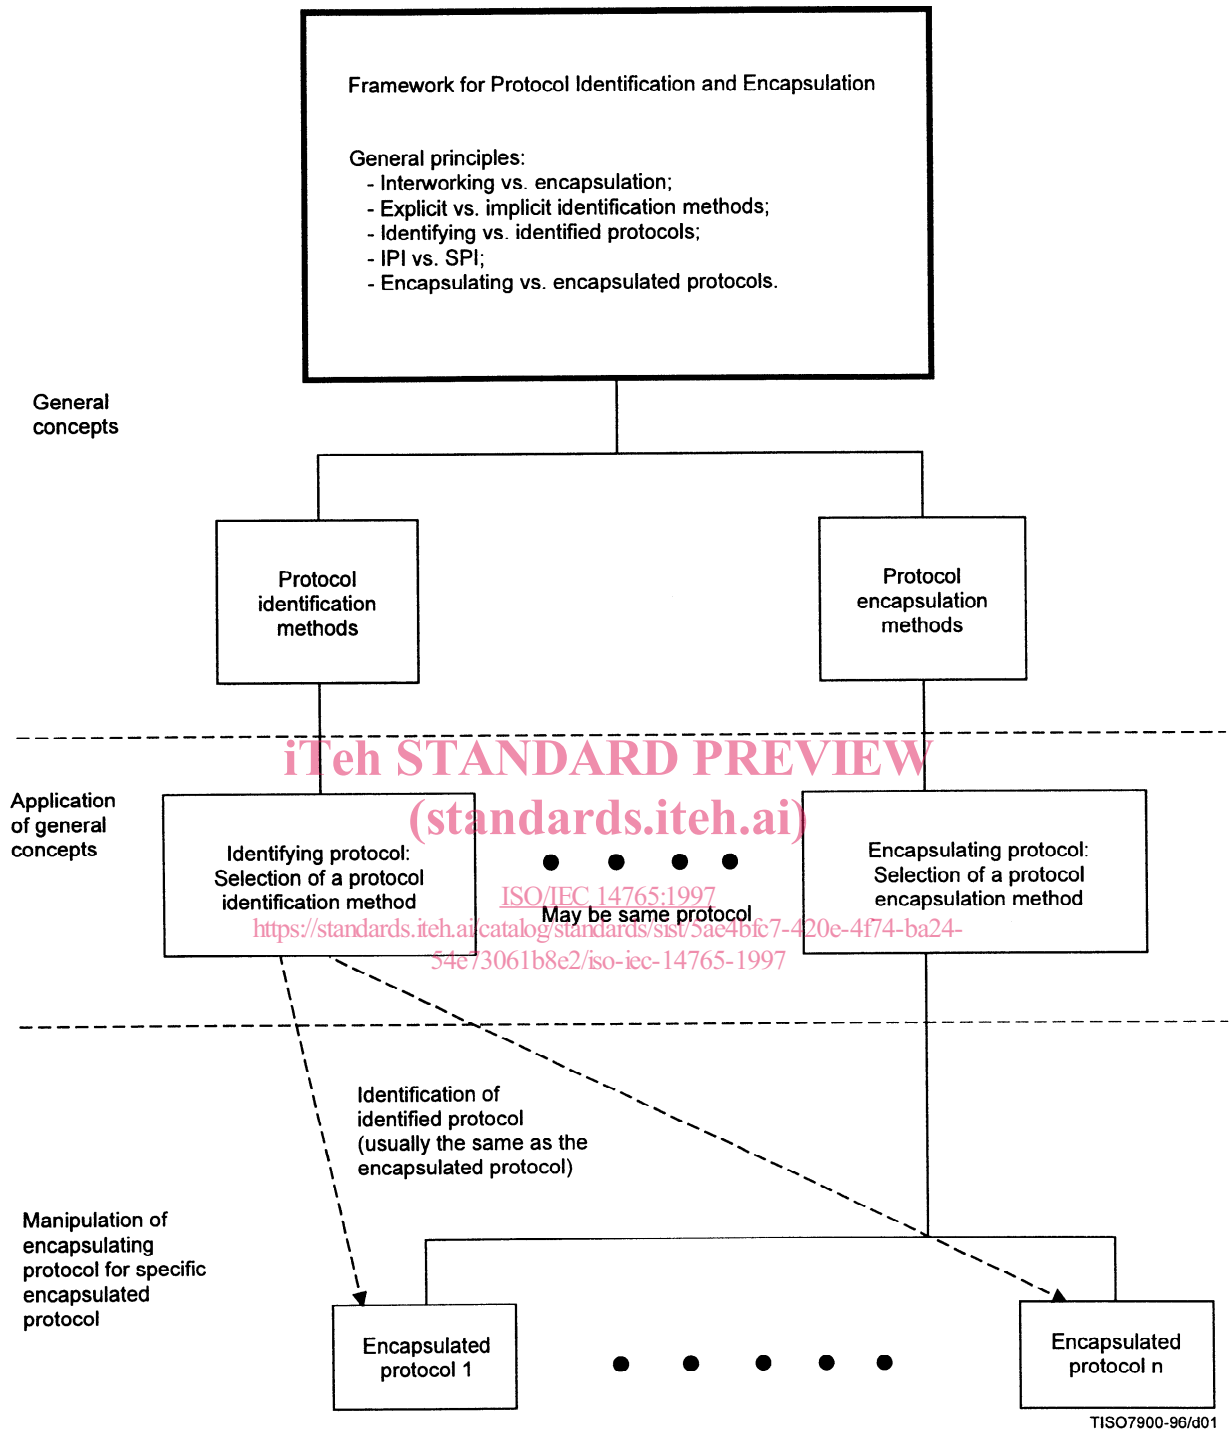 Framework for Protocol Identification and Encapsulation
General principles:
- Interworking vs. encapsulation;
- Explicit vs. implicit identification methods;
- Identifying vs. identified protocols;
- IPI vs. SPI;
- Encapsulating vs. encapsulated protocols.
General
concepts
Protocol
identification
methods
Protocol
encapsulation
methods
iTeh STANDARD PREVIEW
(standards.iteh.ai)
Application
of general
concepts
Identifying protocol:
Selection of a protocol
identification method
Encapsulating protocol:
Selection of a protocol
encapsulation method
ISO/IEC 14765:1997
May be same protocol
https://standards.iteh.ai/catalog/standards/sist/5ae4bfc7-420e-4f74-ba24-
54e73061b8e2/iso-iec-14765-1997
Identification of
identified protocol
(usually the same as the
encapsulated protocol)
Manipulation of
encapsulating
protocol for specific
encapsulated
protocol
Encapsulated
protocol 1
Encapsulated
protocol n
TISO7900-96/d01